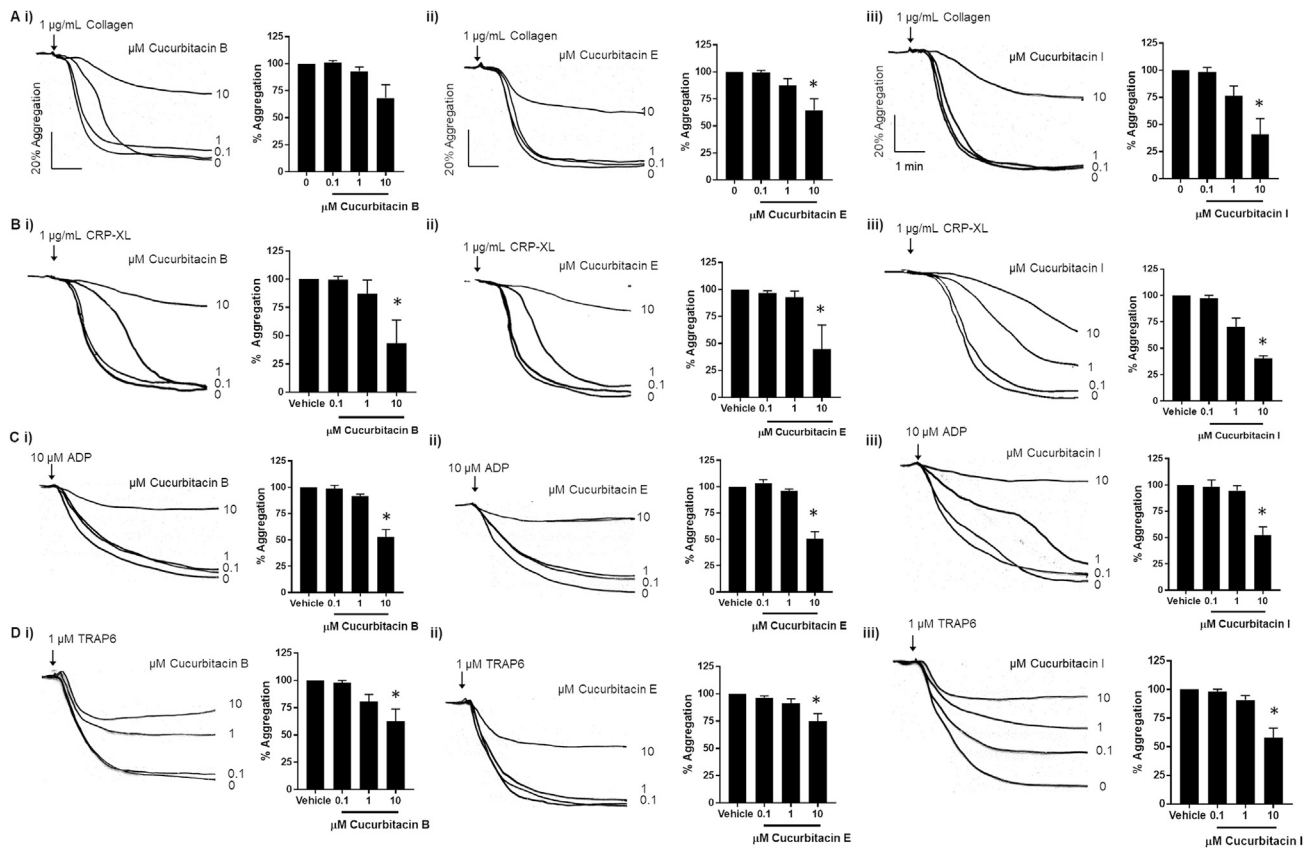 A i)
1 µg/mL Collagen
µM Cucurbitacin B
10
1
0.1
0
20% Aggregation
125
100
75
50
25
0
% Aggregation
0 0.1 1 10
µM Cucurbitacin B
ii)
1 µg/mL Collagen
µM Cucurbitacin E
10
1
0.1
0
20% Aggregation
125
100
75
50
25
0
% Aggregation
*
0 0.1 1 10
µM Cucurbitacin E
iii)
1 µg/mL Collagen
µM Cucurbitacin I
10
1
0.1
0
20% Aggregation
1 min
125
100
75
50
25
0
% Aggregation
*
0 0.1 1 10
µM Cucurbitacin I
B i)
1 µg/mL CRP-XL
µM Cucurbitacin B
10
1
0.1
0
125
100
75
50
25
0
% Aggregation
*
Vehicle 0.1 1 10
µM Cucurbitacin B
ii)
1 µg/mL CRP-XL
µM Cucurbitacin E
10
1
0.1
0
125
100
75
50
25
0
% Aggregation
*
Vehicle 0.1 1 10
µM Cucurbitacin E
iii)
1 µg/mL CRP-XL
µM Cucurbitacin I
10
1
0.1
0
125
100
75
50
25
0
% Aggregation
*
Vehicle 0.1 1 10
µM Cucurbitacin I
C i)
10 µM ADP
µM Cucurbitacin B
10
1
0.1
0
125
100
75
50
25
0
% Aggregation
*
Vehicle 0.1 1 10
µM Cucurbitacin B
ii)
10 µM ADP
µM Cucurbitacin E
10
1
0.1
0
125
100
75
50
25
0
% Aggregation
*
Vehicle 0.1 1 10
µM Cucurbitacin E
iii)
10 µM ADP
µM Cucurbitacin I
10
1
0.1
0
125
100
75
50
25
0
% Aggregation
*
Vehicle 0.1 1 10
µM Cucurbitacin I
D i)
1 µM TRAP6
µM Cucurbitacin B
10
1
0.1
0
125
100
75
50
25
0
% Aggregation
*
Vehicle 0.1 1 10
µM Cucurbitacin B
ii)
1 µM TRAP6
µM Cucurbitacin E
10
1
0.1
125
100
75
50
25
0
% Aggregation
*
Vehicle 0.1 1 10
µM Cucurbitacin E
iii)
1 µM TRAP6
µM Cucurbitacin I
10
1
0.1
0
125
100
75
50
25
0
% Aggregation
*
Vehicle 0.1 1 10
µM Cucurbitacin I